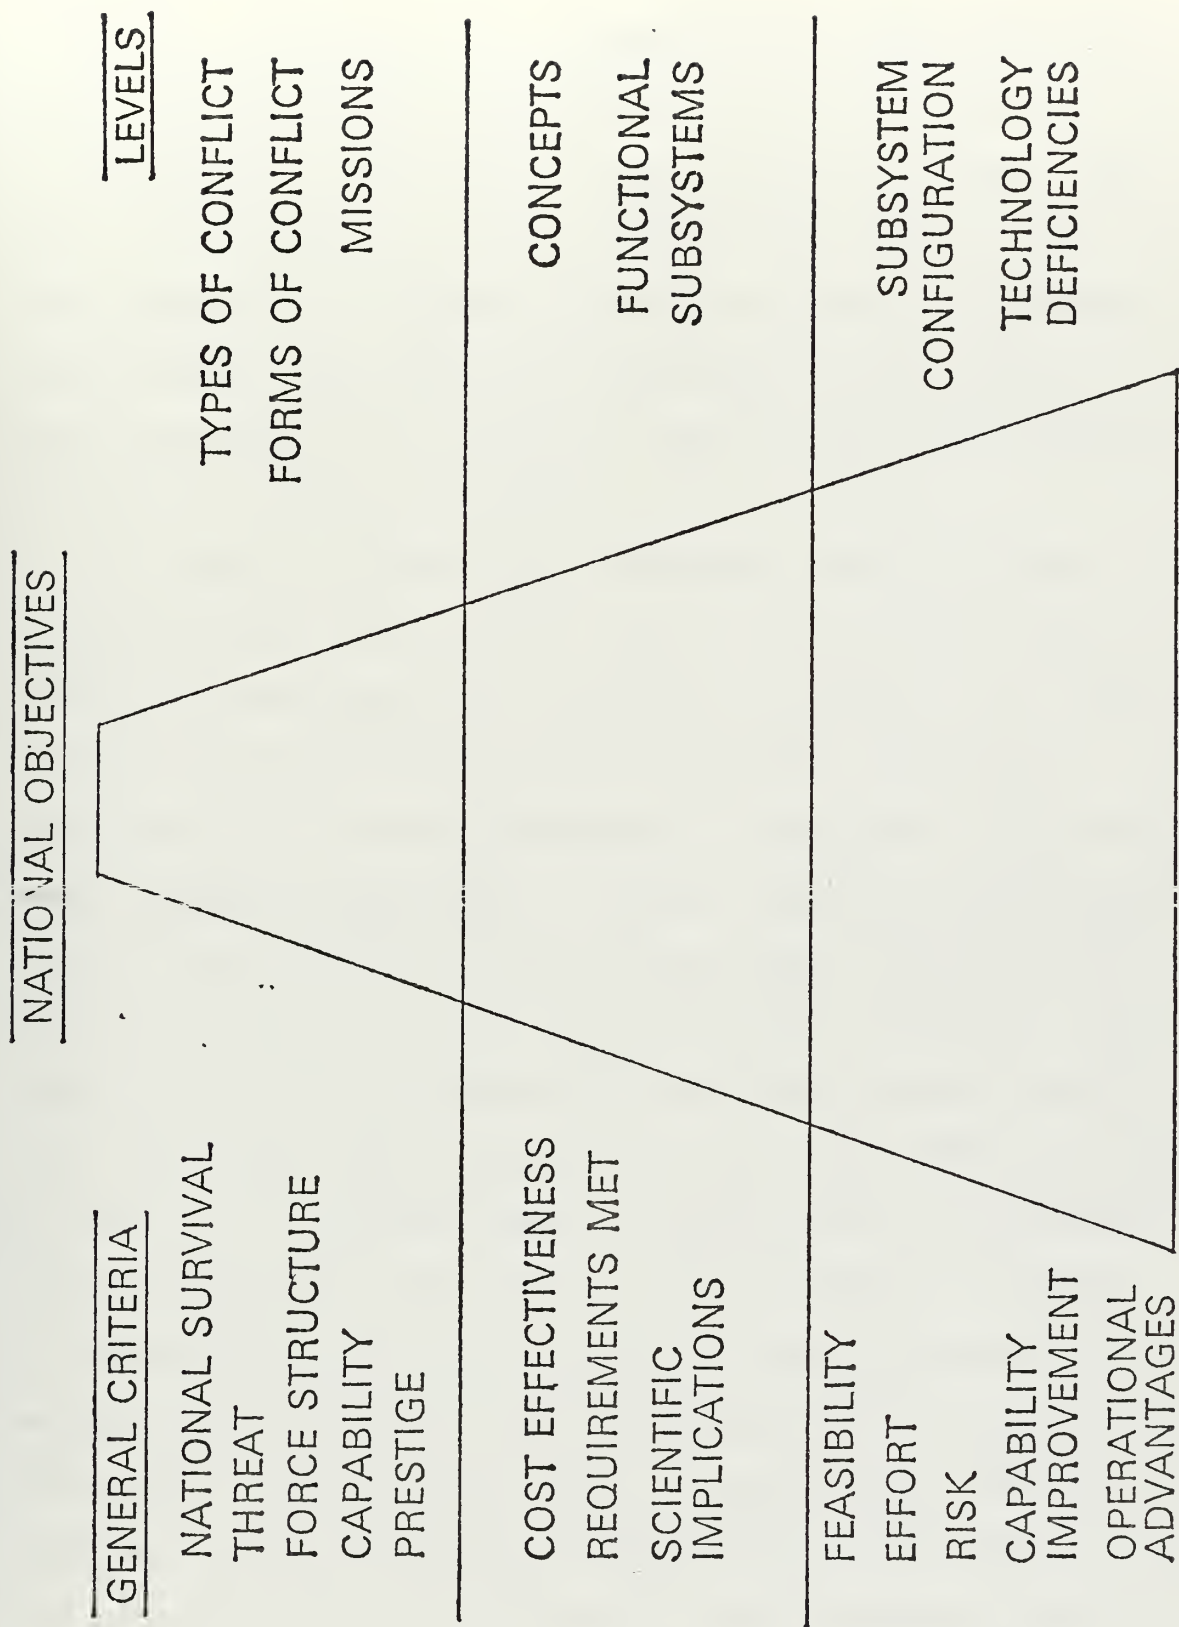 NATIONAL OBJECTIVES
GENERAL CRITERIA
NATIONAL SURVIVAL
THREAT
FORCE STRUCTURE
CAPABILITY
PRESTIGE
COST EFFECTIVENESS
REQUIREMENTS MET
SCIENTIFIC
IMPLICATIONS
FEASIBILITY
EFFORT
RISK
CAPABILITY
IMPROVEMENT
OPERATIONAL
ADVANTAGES
LEVELS
TYPES OF CONFLICT
FORMS OF CONFLICT
MISSIONS
CONCEPTS
FUNCTIONAL
SUBSYSTEMS
SUBSYSTEM
CONFIGURATION
TECHNOLOGY
DEFICIENCIES